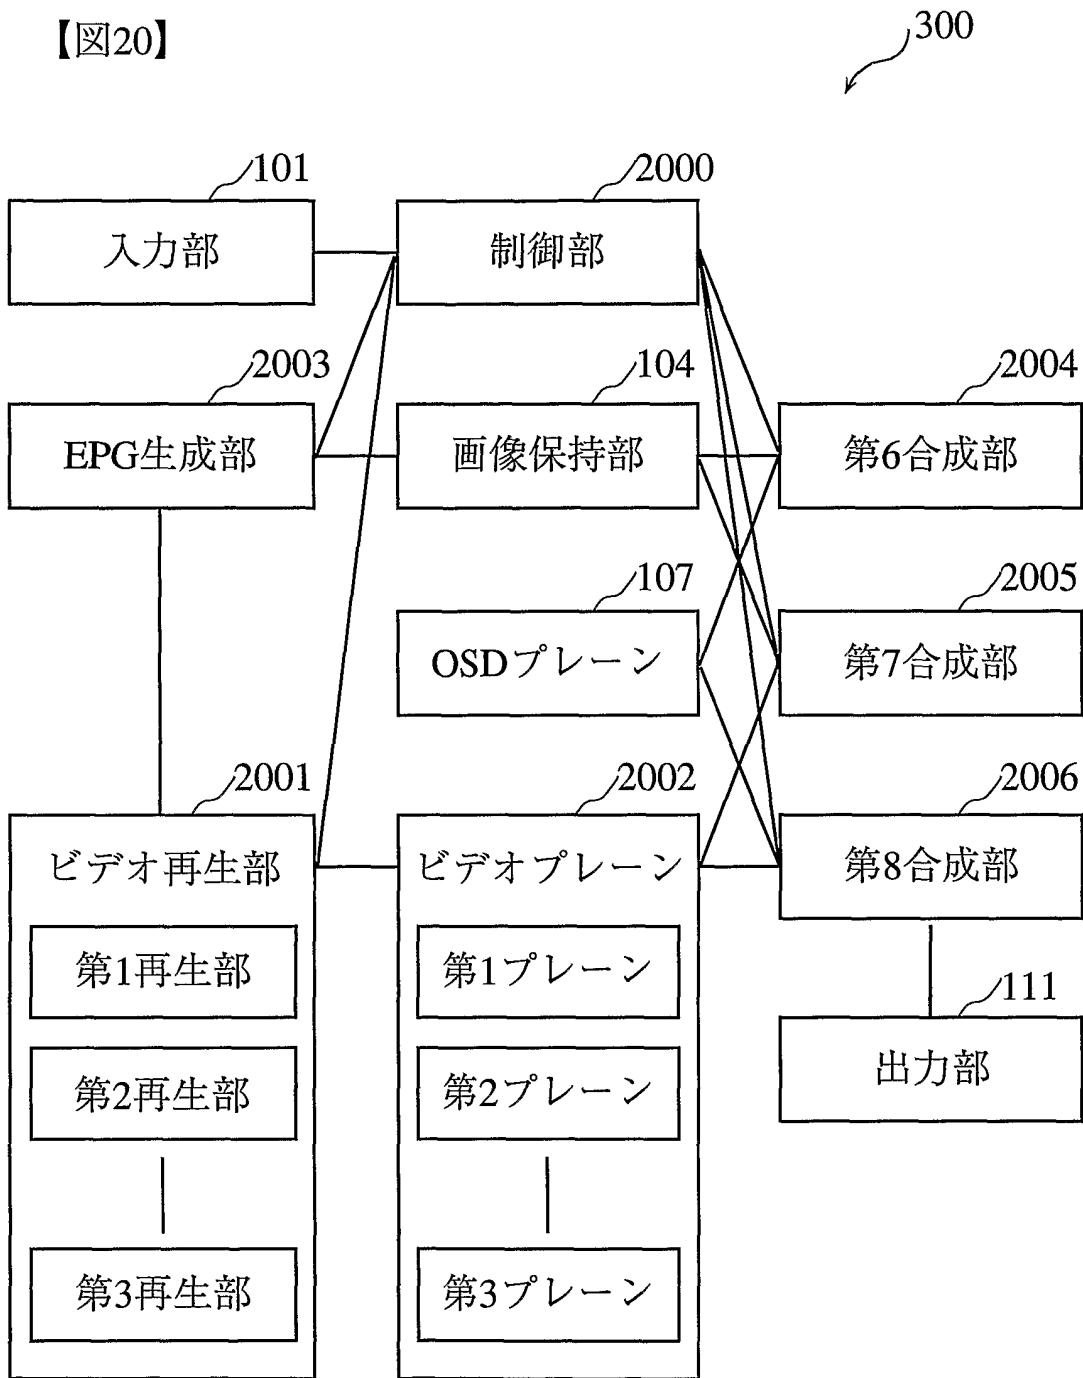 【図20】
300
101
入力部
2000
制御部
2003
EPG生成部
104
画像保持部
2004
第6合成部
107
OSDプレーン
2005
第7合成部
2001
ビデオ再生部
第1再生部
第2再生部
第3再生部
2002
ビデオプレーン
第1プレーン
第2プレーン
第3プレーン
2006
第8合成部
111
出力部